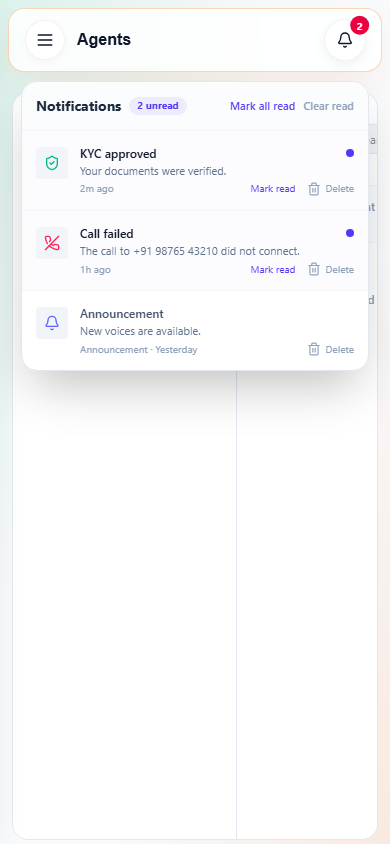 Agents
2
Notifications
2 unread
Mark all read
Clear read
KYC approved
Your documents were verified.
2m ago
Mark read
Delete
Call failed
The call to +91 98765 43210 did not connect.
1h ago
Mark read
Delete
Announcement
New voices are available.
Announcement · Yesterday
Delete